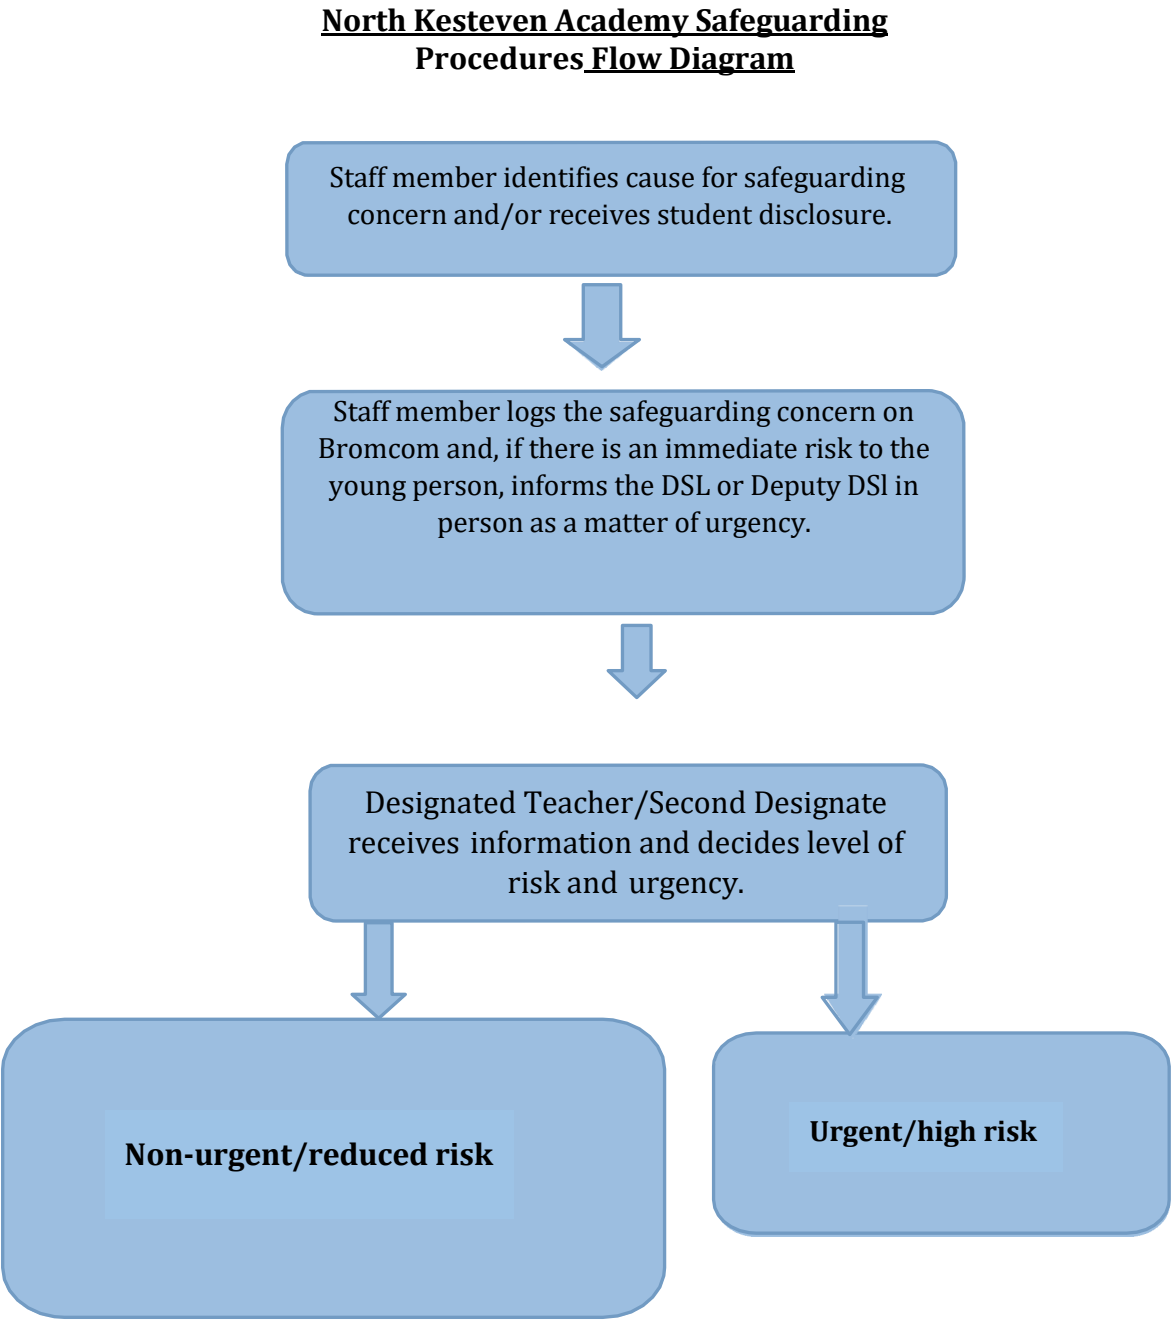 North Kesteven Academy Safeguarding
Procedures Flow Diagram
Staff member identifies cause for safeguarding
concern and/or receives student disclosure.
Staff member logs the safeguarding concern on
Bromcom and, if there is an immediate risk to the
young person, informs the DSL or Deputy DSl in
person as a matter of urgency.
Designated Teacher/Second Designate
receives information and decides level of
risk and urgency.
Non-urgent/reduced risk
Urgent/high risk